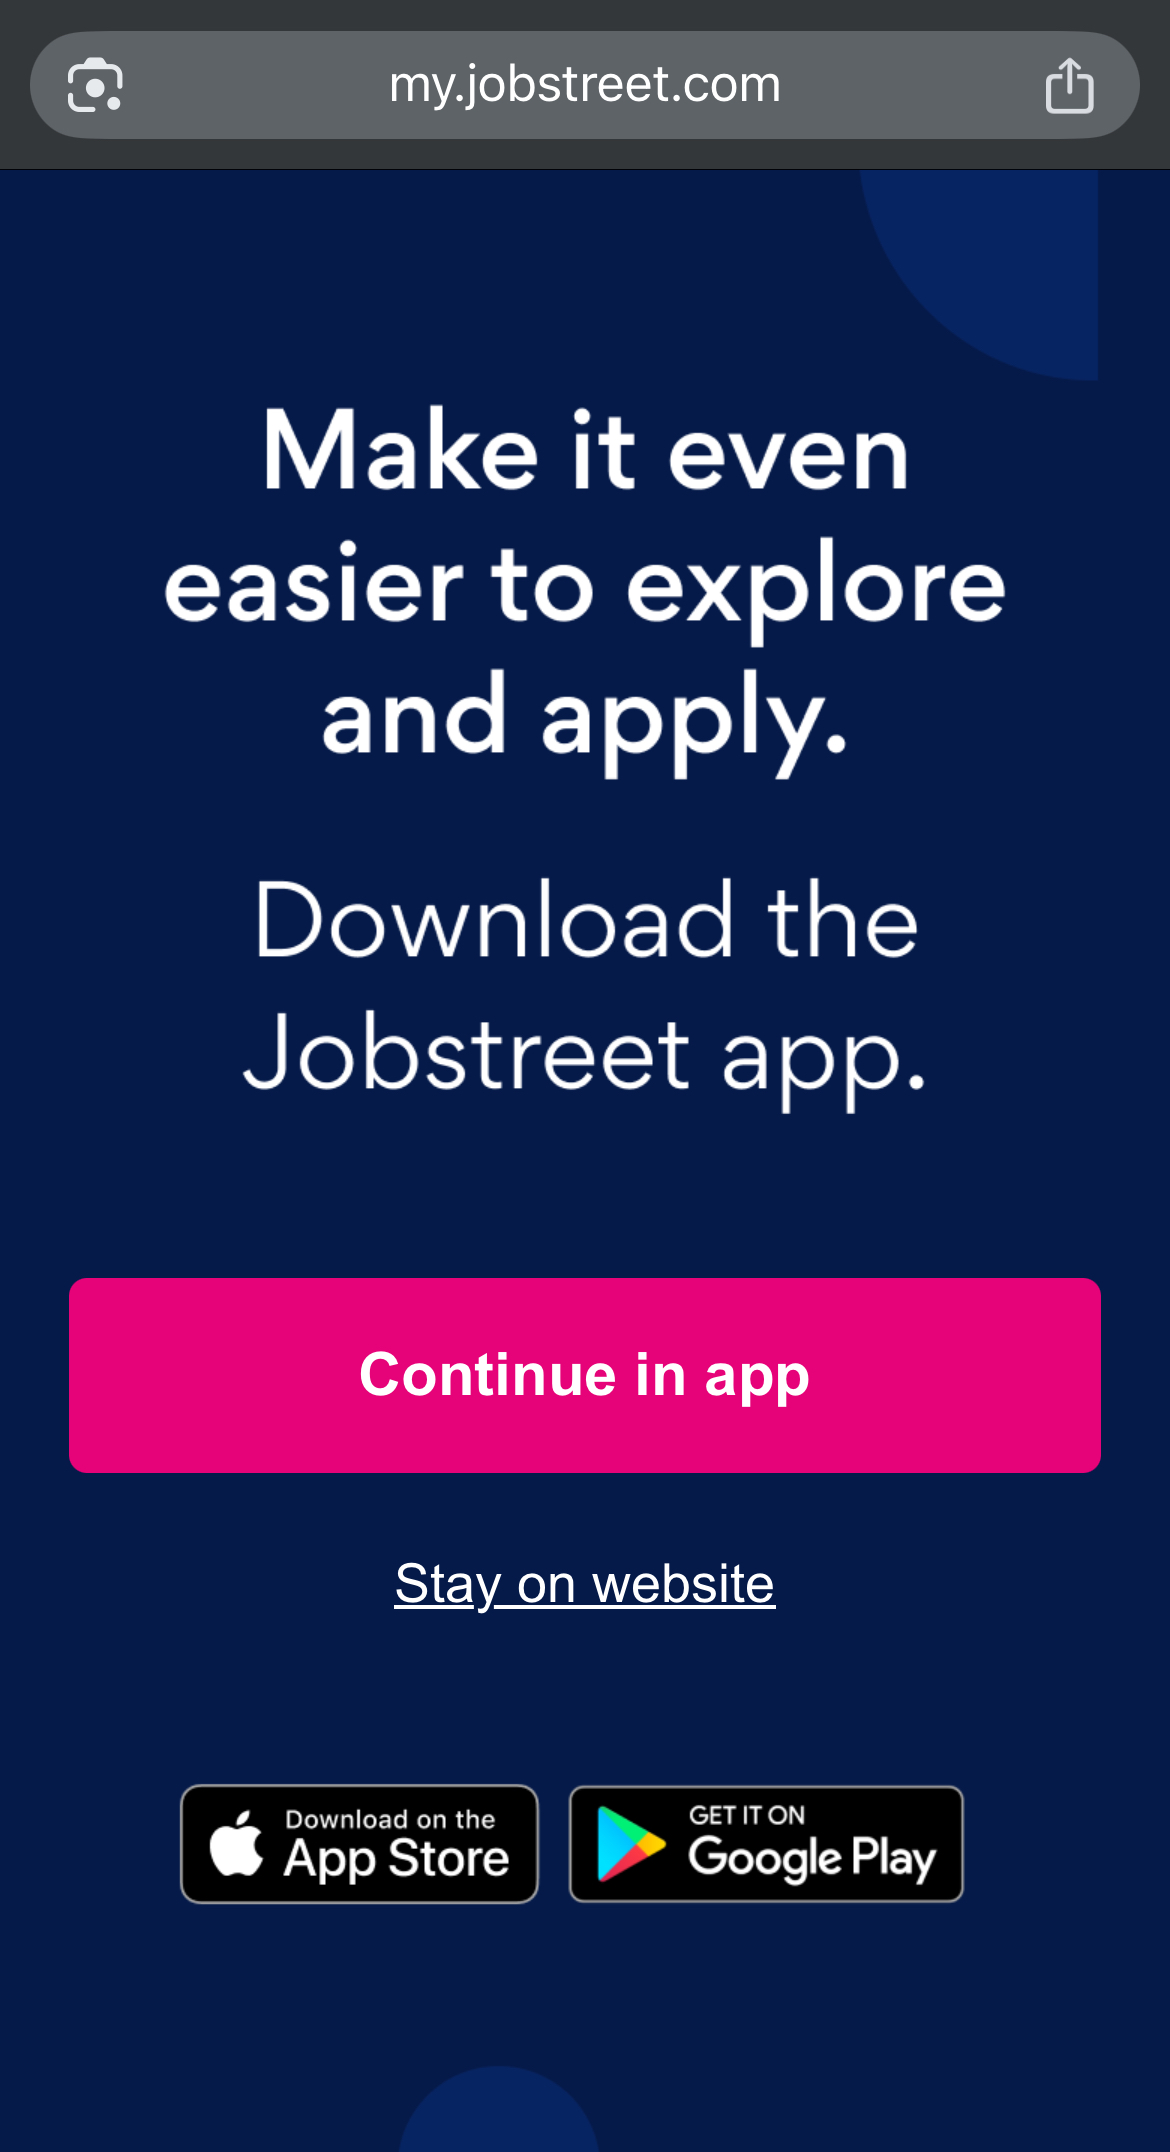 my.jobstreet.com
Make it even
easier to explore
and apply.
Download the
Jobstreet app.
Continue in app
Stay on website
Download on the
App Store
GET IT ON
Google Play